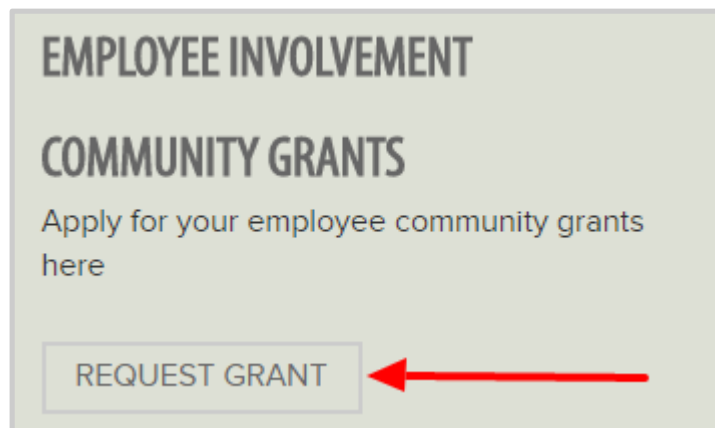 EMPLOYEE INVOLVEMENT
COMMUNITY GRANTS
Apply for your employee community grants
here
REQUEST GRANT